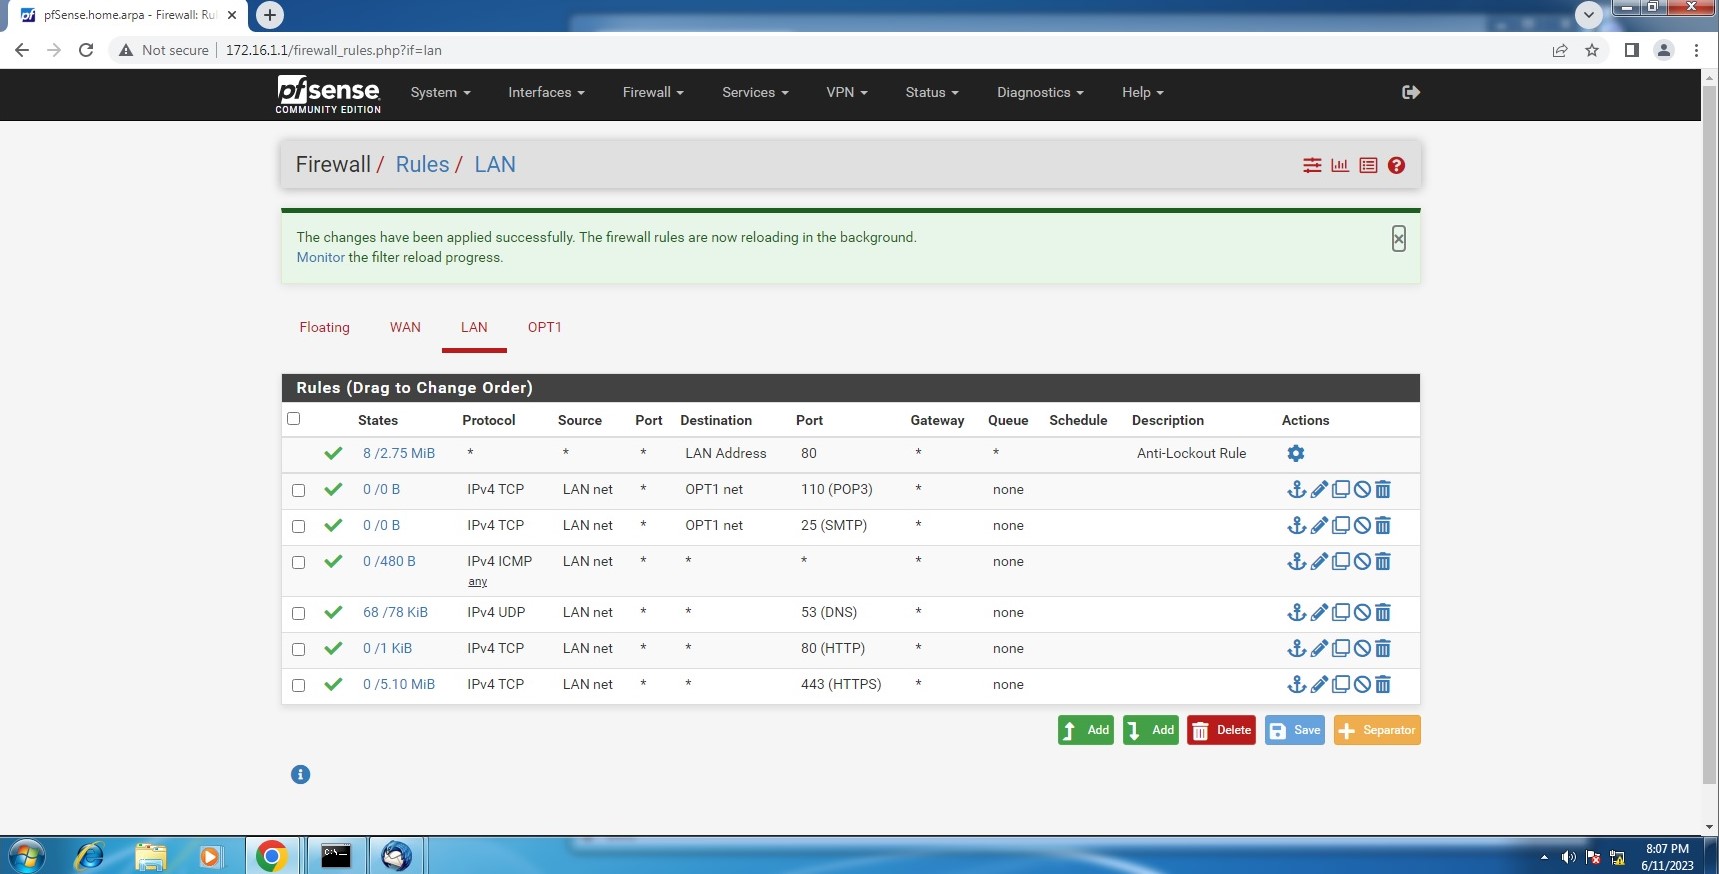 pfSense.home.arpa - Firewall: Rul
Not secure
172.16.1.1/firewall_rules.php?if=lan
pfsense
COMMUNITY EDITION
System
Interfaces
Firewall
Services
VPN
Status
Diagnostics
Help
Firewall / Rules / LAN
The changes have been applied successfully. The firewall rules are now reloading in the background.
Monitor the filter reload progress.
Floating WAN LAN OPT1
Rules (Drag to Change Order)
States Protocol Source Port Destination Port Gateway Queue Schedule Description Actions
8 /2.75 MiB * * * LAN Address 80 * * Anti-Lockout Rule
0 /0 B IPv4 TCP LAN net * OPT1 net 110 (POP3) * none
0 /0 B IPv4 TCP LAN net * OPT1 net 25 (SMTP) * none
0 /480 B IPv4 ICMP LAN net * * * * none
any
68 /78 KiB IPv4 UDP LAN net * * 53 (DNS) * none
0 /1 KiB IPv4 TCP LAN net * * 80 (HTTP) * none
0 /5.10 MiB IPv4 TCP LAN net * * 443 (HTTPS) * none
Add Add Delete Save Separator
8:07 PM
6/11/2023